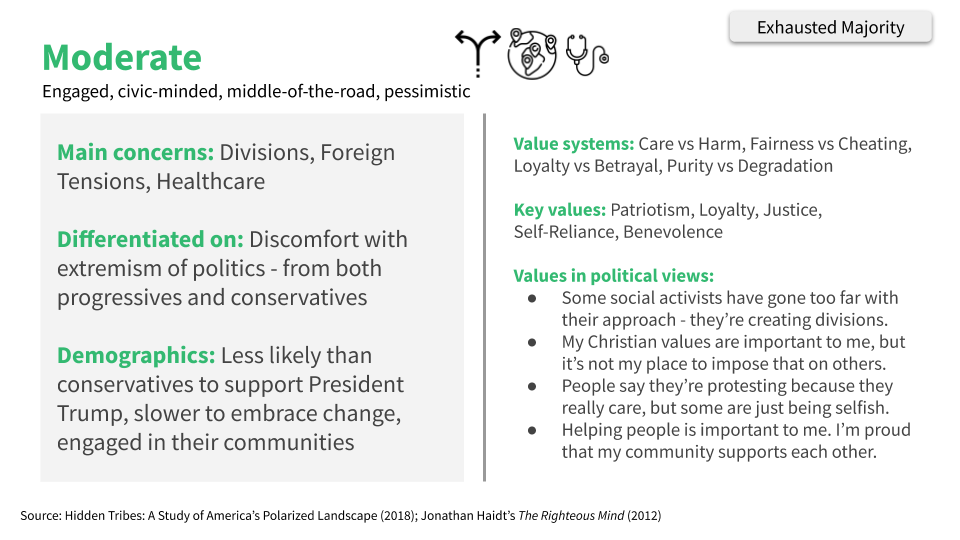 Exhausted Majority
Moderate
Engaged, civic-minded, middle-of-the-road, pessimistic
Main concerns: Divisions, Foreign
Tensions, Healthcare
Differentiated on: Discomfort with
extremism of politics - from both
progressives and conservatives
Demographics: Less likely than
conservatives to support President
Trump, slower to embrace change,
engaged in their communities
Value systems: Care vs Harm, Fairness vs Cheating,
Loyalty vs Betrayal, Purity vs Degradation
Key values: Patriotism, Loyalty, Justice,
Self-Reliance, Benevolence
Values in political views:
● Some social activists have gone too far with
their approach - they’re creating divisions.
● My Christian values are important to me, but
it’s not my place to impose that on others.
● People say they’re protesting because they
really care, but some are just being selfish.
● Helping people is important to me. I’m proud
that my community supports each other.
Source: Hidden Tribes: A Study of America’s Polarized Landscape (2018); Jonathan Haidt’s The Righteous Mind (2012)